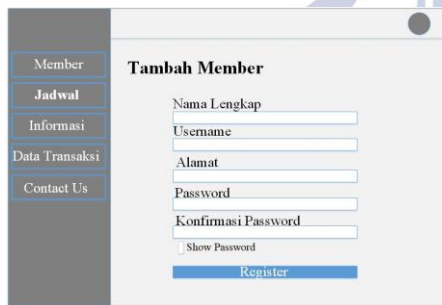 Member
Jadwal
Informasi
Data Transaksi
Contact Us
Tambah Member
Nama Lengkap
Username
Alamat
Password
Konfirmasi Password
Show Password
Register